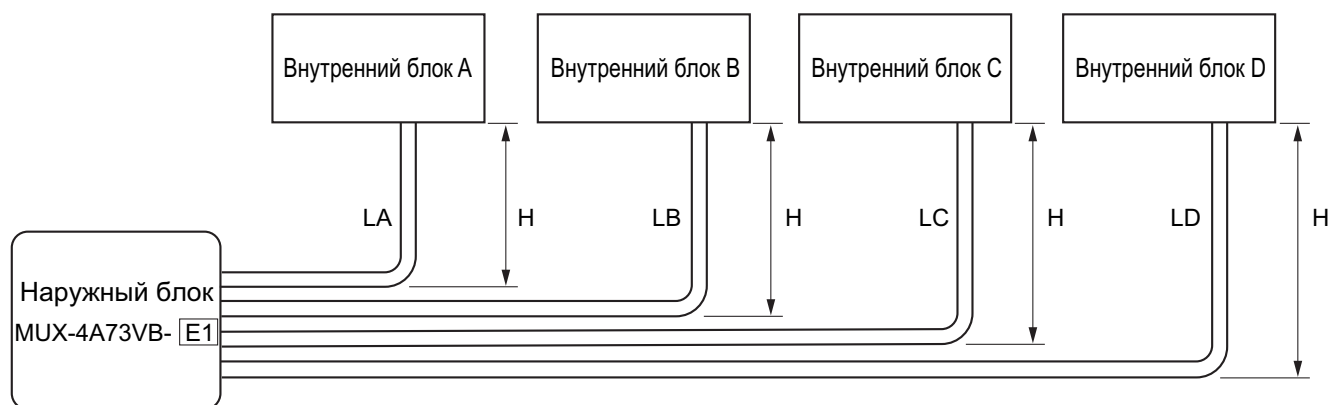 Внутренний блок A
Внутренний блок B
Внутренний блок C
Внутренний блок D
LA
H
LB
H
LC
H
LD
H
Наружный блок
MUX-4A73VB- E1